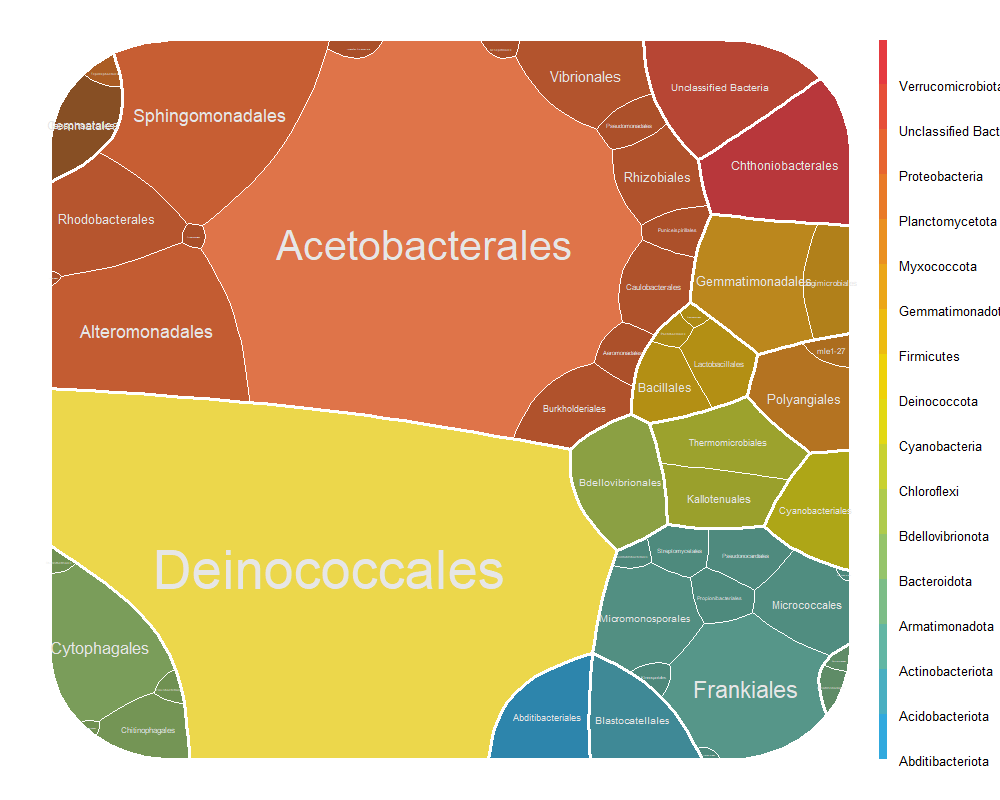 Vibrionales
Unclassified Bacteria
Sphingomonadales
Pseudomonadales
Chthoniobacterales
Rhizobiales
Rhodobacterales
Puniceispirillales
Acetobacterales
Gemmatimonadales
Caulobacterales
Alteromonadales
Aeromonadales
mle1-27
Lactobacillales
Bacillales
Polyangiales
Burkholderiales
Thermomicrobiales
Bdellovibrionales
Kallotenuales
Cyanobacteriales
Deinococcales
Streptomycetales
Pseudonocardiales
Propionibacteriales
Micrococcales
Micromonosporales
Cytophagales
Frankiales
Abditibacteriales
Blastocatellales
Chitinophagales
Verrucomicrobiota
Unclassified Bact
Proteobacteria
Planctomycetota
Myxococcota
Gemmatimonadot
Firmicutes
Deinococcota
Cyanobacteria
Chloroflexi
Bdellovibrionota
Bacteroidota
Armatimonadota
Actinobacteriota
Acidobacteriota
Abditibacteriota